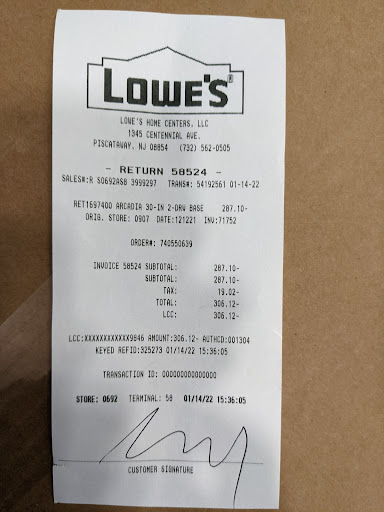 LOWE'S
LOWE'S HOME CENTERS, LLC
1345 CENTENNIAL AVE.
PISCATAWAY, NJ 08854 (732) 562-0505
- RETURN 58524 -
SALES#:R S0692ASB 3999297 TRANS#: 54192561 01-14-22
RET1697400 ARCADIA 30-IN 2-DRW BASE 287.10-
ORIG. STORE: 0907 DATE:121221 INV:71752
ORDER#: 740550639
INVOICE 58524 SUBTOTAL: 287.10-
SUBTOTAL: 287.10-
TAX: 19.02-
TOTAL: 306.12-
LCC: 306.12-
LCC:XXXXXXXXXXXX9846 AMOUNT:306.12- AUTHCD:001304
KEYED REFID:325273 01/14/22 15:36:05
TRANSACTION ID: 000000000000000
STORE: 0692 TERMINAL: 58 01/14/22 15:36:05
CUSTOMER SIGNATURE